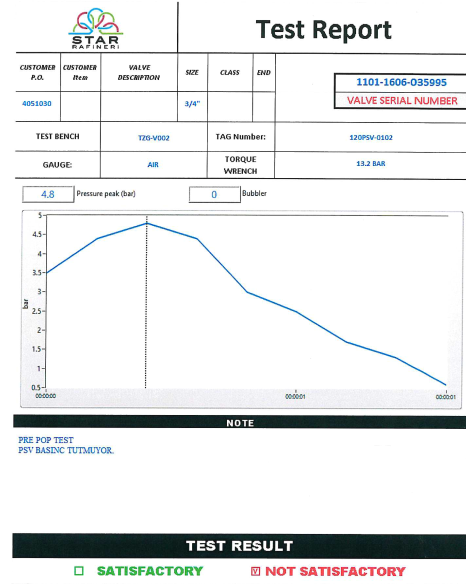 STAR
RAFİNERİ
Test Report
CUSTOMER P.O.
CUSTOMER Item
VALVE DESCRIPTION
SIZE
CLASS
END
1101-1606-035995
VALVE SERIAL NUMBER
4051030
3/4"
TEST BENCH
TZG-V002
TAG Number:
120PSV-0102
GAUGE:
AIR
TORQUE WRENCH
13.2 BAR
4.8 Pressure peak (bar)
0 Bubbler
5
4.5
4
3.5
3
2.5
2
1.5
1
0.5
bar
00:00:00
00:00:01
00:00:01
NOTE
PRE POP TEST
PSV BASINC TUTMUYOR.
TEST RESULT
SATISFACTORY
NOT SATISFACTORY